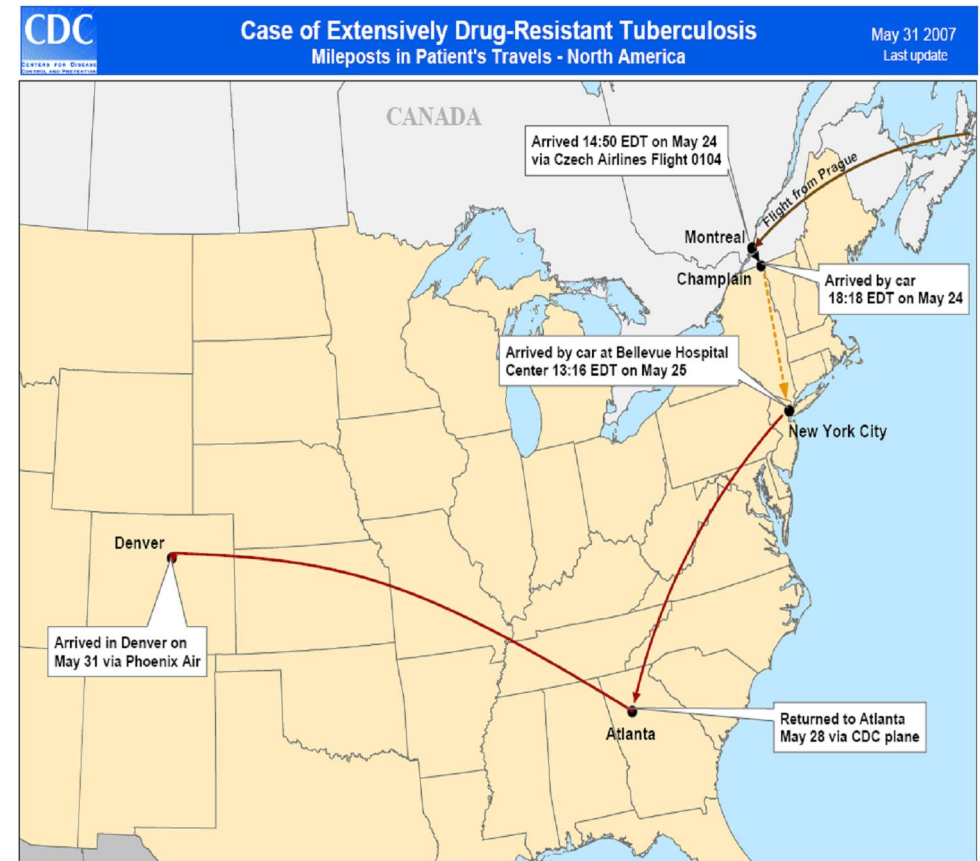 CDC
CENTERS FOR DISEASE
CONTROL AND PREVENTION
Case of Extensively Drug-Resistant Tuberculosis
Mileposts in Patient's Travels - North America
May 31 2007
Last update
CANADA
Arrived 14:50 EDT on May 24
via Czech Airlines Flight 0104
Flight from Prague
Montreal
Champlain
Arrived by car
18:18 EDT on May 24
Arrived by car at Bellevue Hospital
Center 13:16 EDT on May 25
New York City
Denver
Arrived in Denver on
May 31 via Phoenix Air
Returned to Atlanta
May 28 via CDC plane
Atlanta